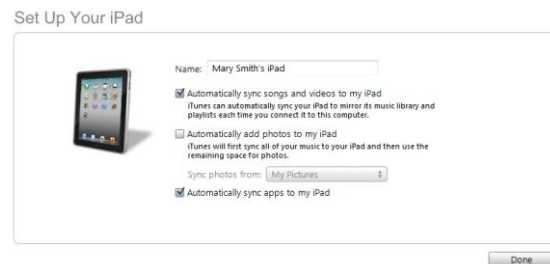 Set Up Your iPad
Name: Mary Smith's iPad
Automatically sync songs and videos to my iPad
iTunes can automatically sync your iPad to mirror its music library and
playlists each time you connect it to this computer.
Automatically add photos to my iPad
iTunes will first sync all of your music to your iPad and then use the
remaining space for photos.
Sync photos from: My Pictures
Automatically sync apps to my iPad
Done